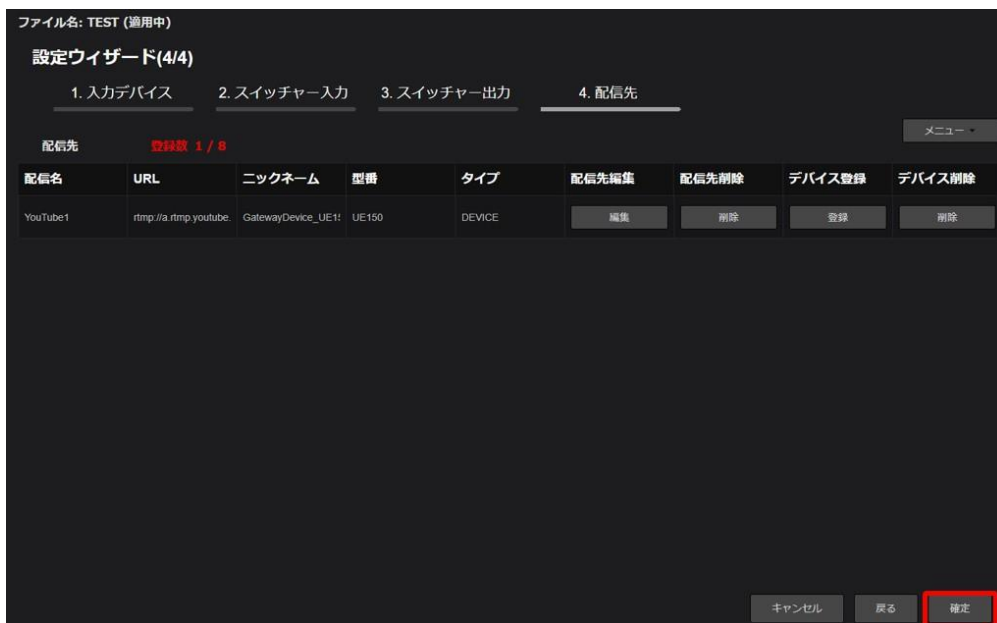 ファイル名: TEST (適用中)
設定ウィザード(4/4)
1. 入力デバイス 2. スイッチャー入力 3. スイッチャー出力 4. 配信先
メニュー
配信先 登録数 1 / 8
配信名 URL ニックネーム 型番 タイプ 配信先編集 配信先削除 デバイス登録 デバイス削除
YouTube1 rtmp://a.rtmp.youtube. GatewayDevice_UE15 UE150 DEVICE 編集 削除 登録 削除
キャンセル 戻る 確定